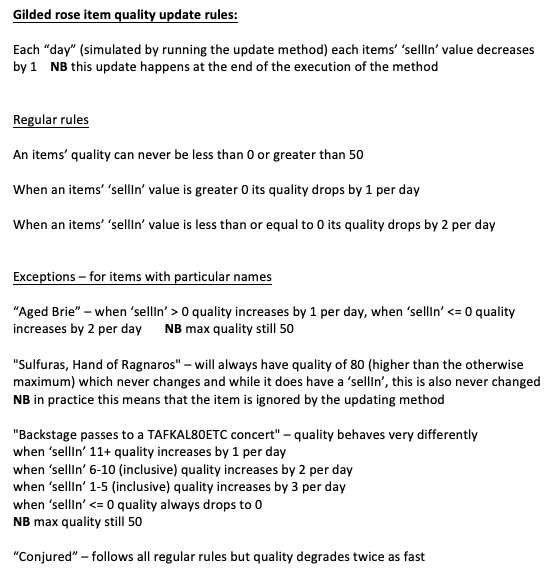 Gilded rose item quality update rules:
Each “day” (simulated by running the update method) each items’ ‘sellIn’ value decreases
by 1 NB this update happens at the end of the execution of the method
Regular rules
An items’ quality can never be less than 0 or greater than 50
When an items’ ‘sellIn’ value is greater 0 its quality drops by 1 per day
When an items’ ‘sellIn’ value is less than or equal to 0 its quality drops by 2 per day
Exceptions – for items with particular names
“Aged Brie” – when ‘sellIn’ > 0 quality increases by 1 per day, when ‘sellIn’ <= 0 quality
increases by 2 per day NB max quality still 50
"Sulfuras, Hand of Ragnaros" – will always have quality of 80 (higher than the otherwise
maximum) which never changes and while it does have a ‘sellIn’, this is also never changed
NB in practice this means that the item is ignored by the updating method
"Backstage passes to a TAFKAL80ETC concert" – quality behaves very differently
when ‘sellIn’ 11+ quality increases by 1 per day
when ‘sellIn’ 6-10 (inclusive) quality increases by 2 per day
when ‘sellIn’ 1-5 (inclusive) quality increases by 3 per day
when ‘sellIn’ <= 0 quality always drops to 0
NB max quality still 50
“Conjured” – follows all regular rules but quality degrades twice as fast